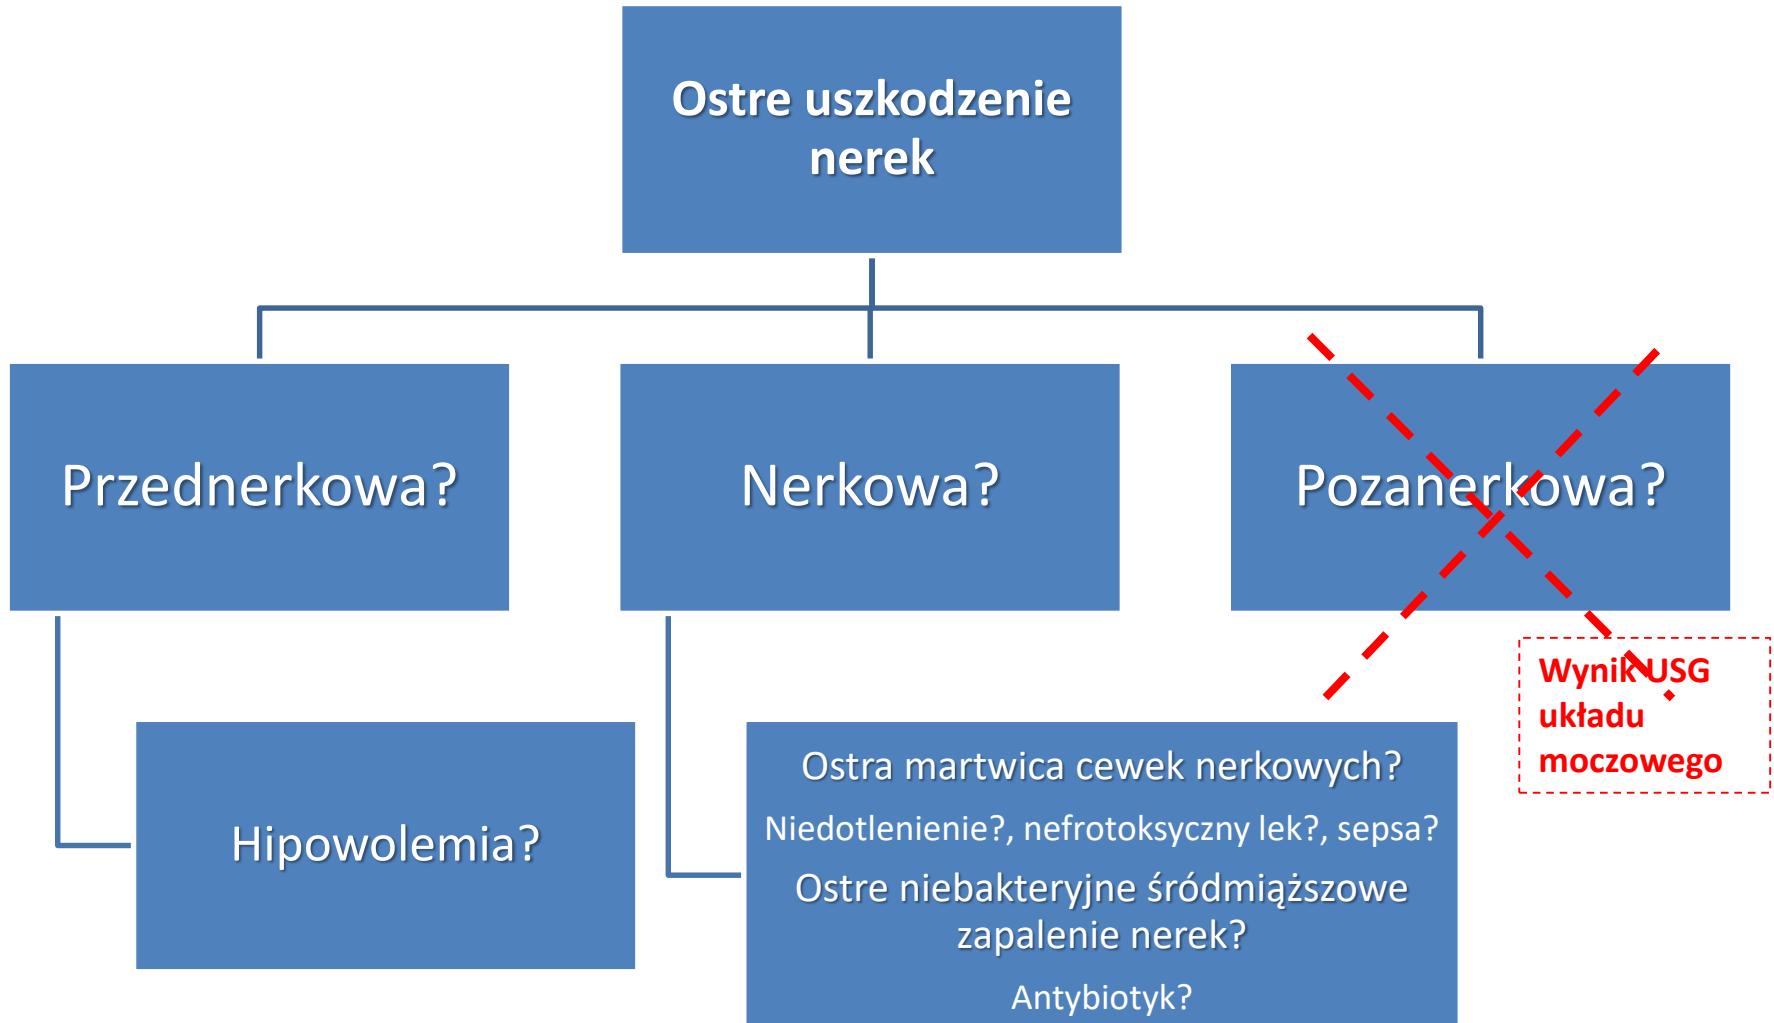 Ostre uszkodzenie
nerek
Przednerkowa?
Nerkowa?
Pozanerkowa?
Wynik USG
układu
moczowego
Hipowolemia?
Ostra martwica cewek nerkowych?
Niedotlenienie?, nefrotoksyczny lek?, sepsa?
Ostre niebakteryjne śródmiąższowe
zapalenie nerek?
Antybiotyk?